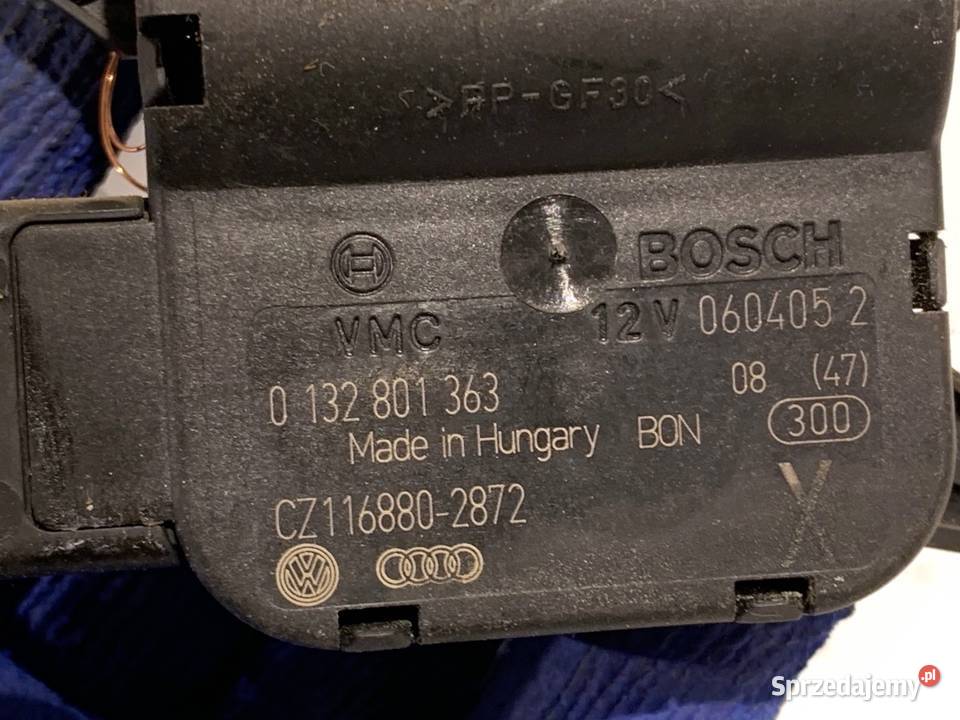 >PP-GF30<
BOSCH
VMC 12V 060405 2
0 132 801 363 08 (47)
Made in Hungary BON 300
CZ116880-2872 X
Sprzedajemy.pl